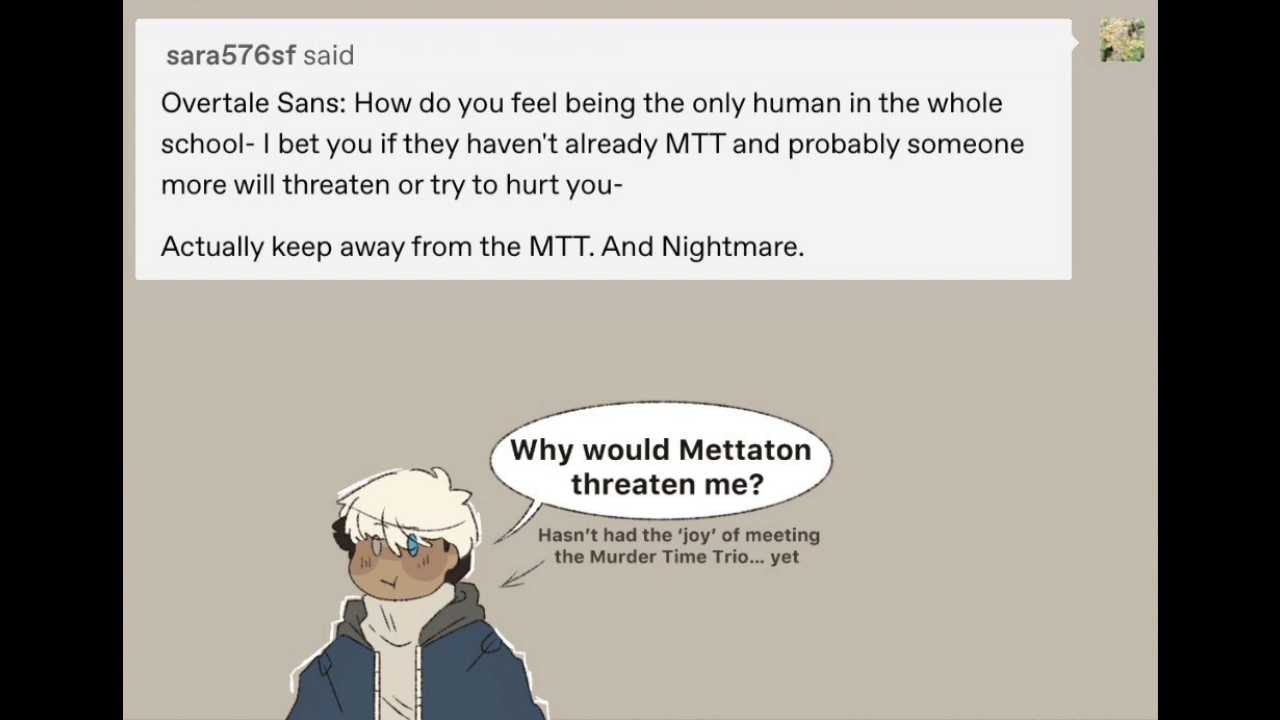 sara576sf said
Overtale Sans: How do you feel being the only human in the whole
school- I bet you if they haven't already MTT and probably someone
more will threaten or try to hurt you-
Actually keep away from the MTT. And Nightmare.
Why would Mettaton
threaten me?
Hasn't had the 'joy' of meeting
the Murder Time Trio... yet